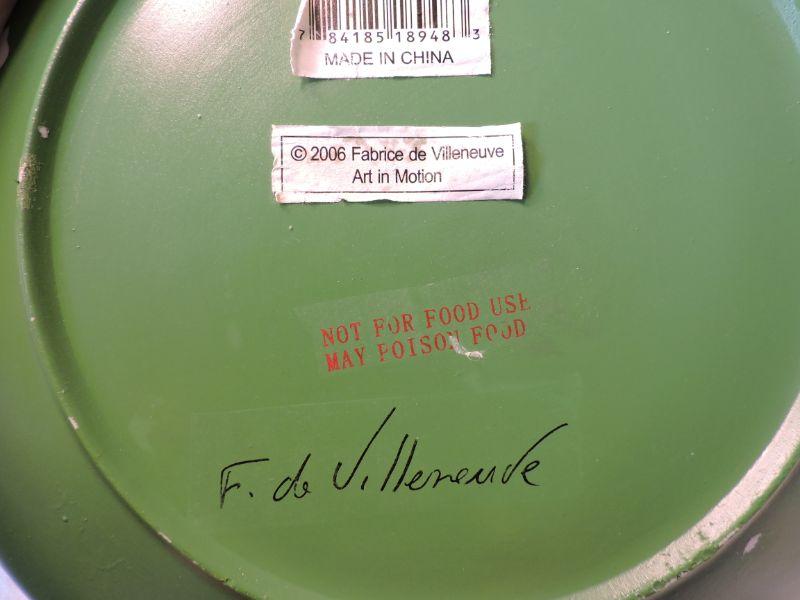 7 84185 18948 3
MADE IN CHINA
© 2006 Fabrice de Villeneuve
Art in Motion
NOT FOR FOOD USE
MAY POISON FOOD
F. de Villeneuve